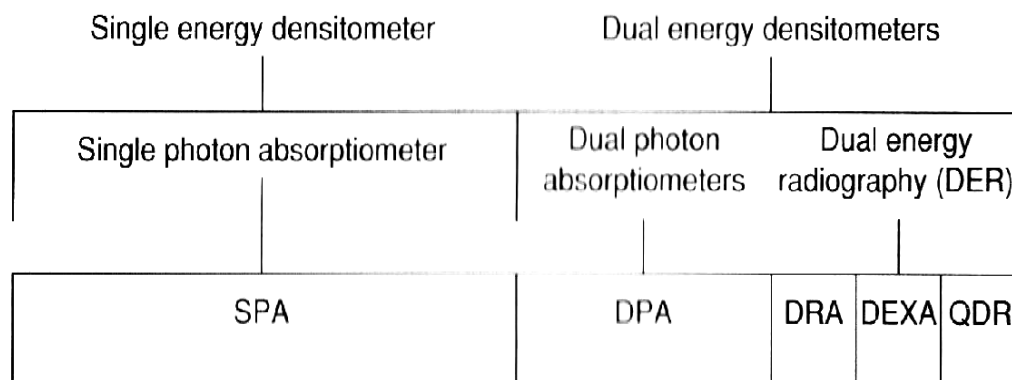 Single energy densitometer
Dual energy densitometers
Single photon absorptiometer
Dual photon
absorptiometers
Dual energy
radiography (DER)
SPA
DPA
DRA
DEXA
QDR